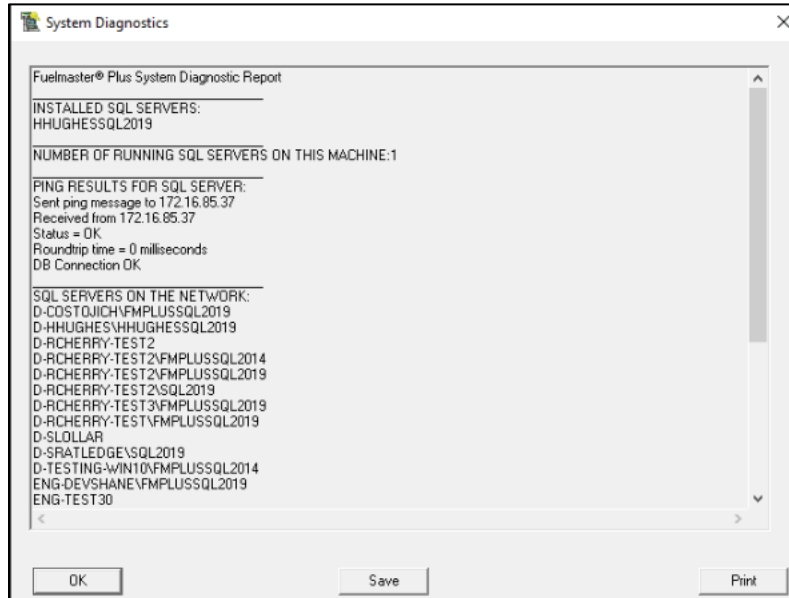 System Diagnostics
Fuelmaster® Plus System Diagnostic Report
INSTALLED SQL SERVERS:
HHUGHESSQL2019
NUMBER OF RUNNING SQL SERVERS ON THIS MACHINE:1
PING RESULTS FOR SQL SERVER:
Sent ping message to 172.16.85.37
Received from 172.16.85.37
Status = OK
Roundtrip time = 0 milliseconds
DB Connection OK
SQL SERVERS ON THE NETWORK:
D-COSTOJICH\FMPLUSSQL2019
D-HHUGHES\HHUGHESSQL2019
D-RCHERRY-TEST2
D-RCHERRY-TEST2\FMPLUSSQL2014
D-RCHERRY-TEST2\FMPLUSSQL2019
D-RCHERRY-TEST2\SQL2019
D-RCHERRY-TEST3\FMPLUSSQL2019
D-RCHERRY-TEST\FMPLUSSQL2019
D-SLOLLAR
D-SRATLEDGE\SQL2019
D-TESTING-WIN10\FMPLUSSQL2014
ENG-DEVSHANE\FMPLUSSQL2019
ENG-TEST30
OK
Save
Print